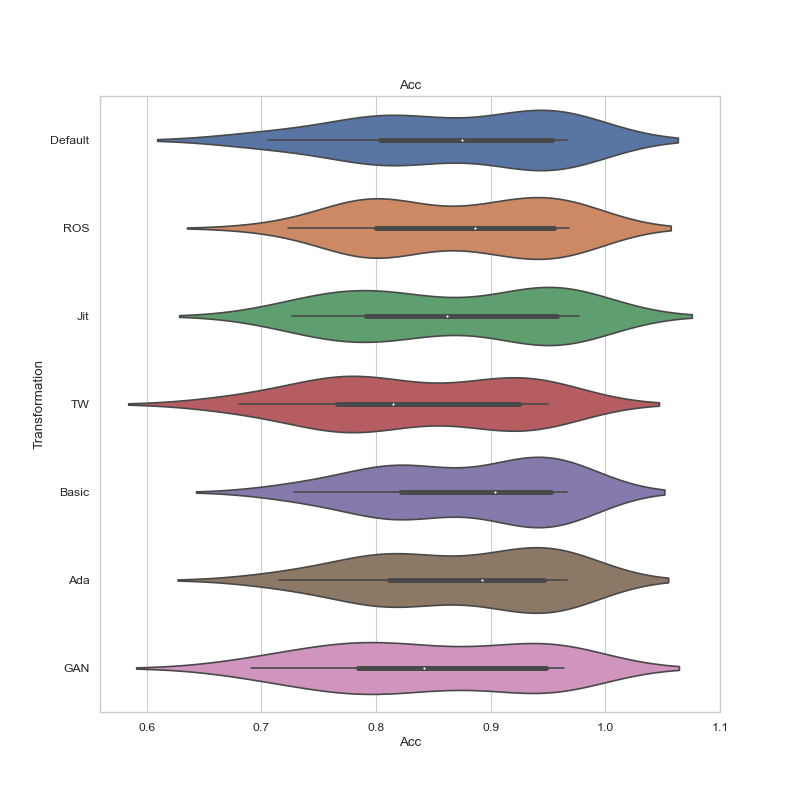 Acc
Default
ROS
Jit
TW
Basic
Ada
GAN
Transformation
0.6 0.7 0.8 0.9 1.0 1.1
Acc